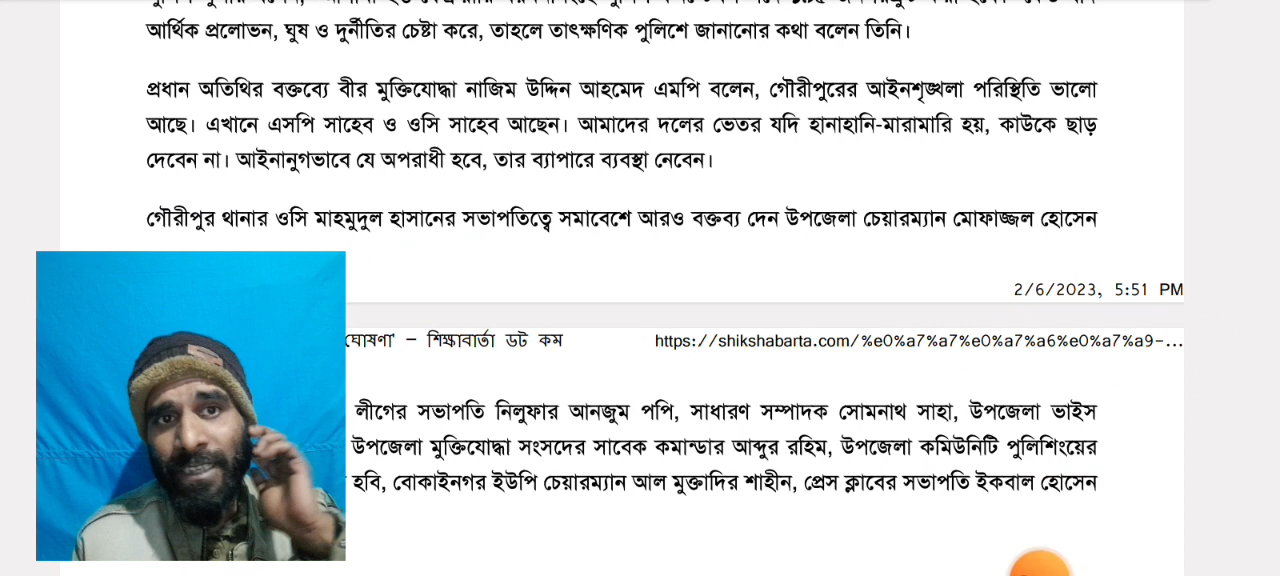 আর্থিক প্রলোভন, ঘুষ ও দুর্নীতির চেষ্টা করে, তাহলে তাৎক্ষণিক পুলিশে জানানোর কথা বলেন তিনি।
প্রধান অতিথির বক্তব্যে বীর মুক্তিযোদ্ধা নাজিম উদ্দিন আহমেদ এমপি বলেন, গৌরীপুরের আইনশৃঙ্খলা পরিস্থিতি ভালো
আছে। এখানে এসপি সাহেব ও ওসি সাহেব আছেন। আমাদের দলের ভেতর যদি হানাহানি-মারামারি হয়, কাউকে ছাড়
দেবেন না। আইনানুগভাবে যে অপরাধী হবে, তার ব্যাপারে ব্যবস্থা নেবেন।
গৌরীপুর থানার ওসি মাহমুদুল হাসানের সভাপতিত্বে সমাবেশে আরও বক্তব্য দেন উপজেলা চেয়ারম্যান মোফাজ্জল হোসেন
2/6/2023, 5:51 PM
ঘোষণা' – শিক্ষাবার্তা ডট কম https://shikshabarta.com/%e0%a7%a7%e0%a7%a6%e0%a7%a9-...
লীগের সভাপতি নিলুফার আনজুম পপি, সাধারণ সম্পাদক সোমনাথ সাহা, উপজেলা ভাইস
উপজেলা মুক্তিযোদ্ধা সংসদের সাবেক কমান্ডার আব্দুর রহিম, উপজেলা কমিউনিটি পুলিশিংয়ের
হবি, বোকাইনগর ইউপি চেয়ারম্যান আল মুক্তাদির শাহীন, প্রেস ক্লাবের সভাপতি ইকবাল হোসেন